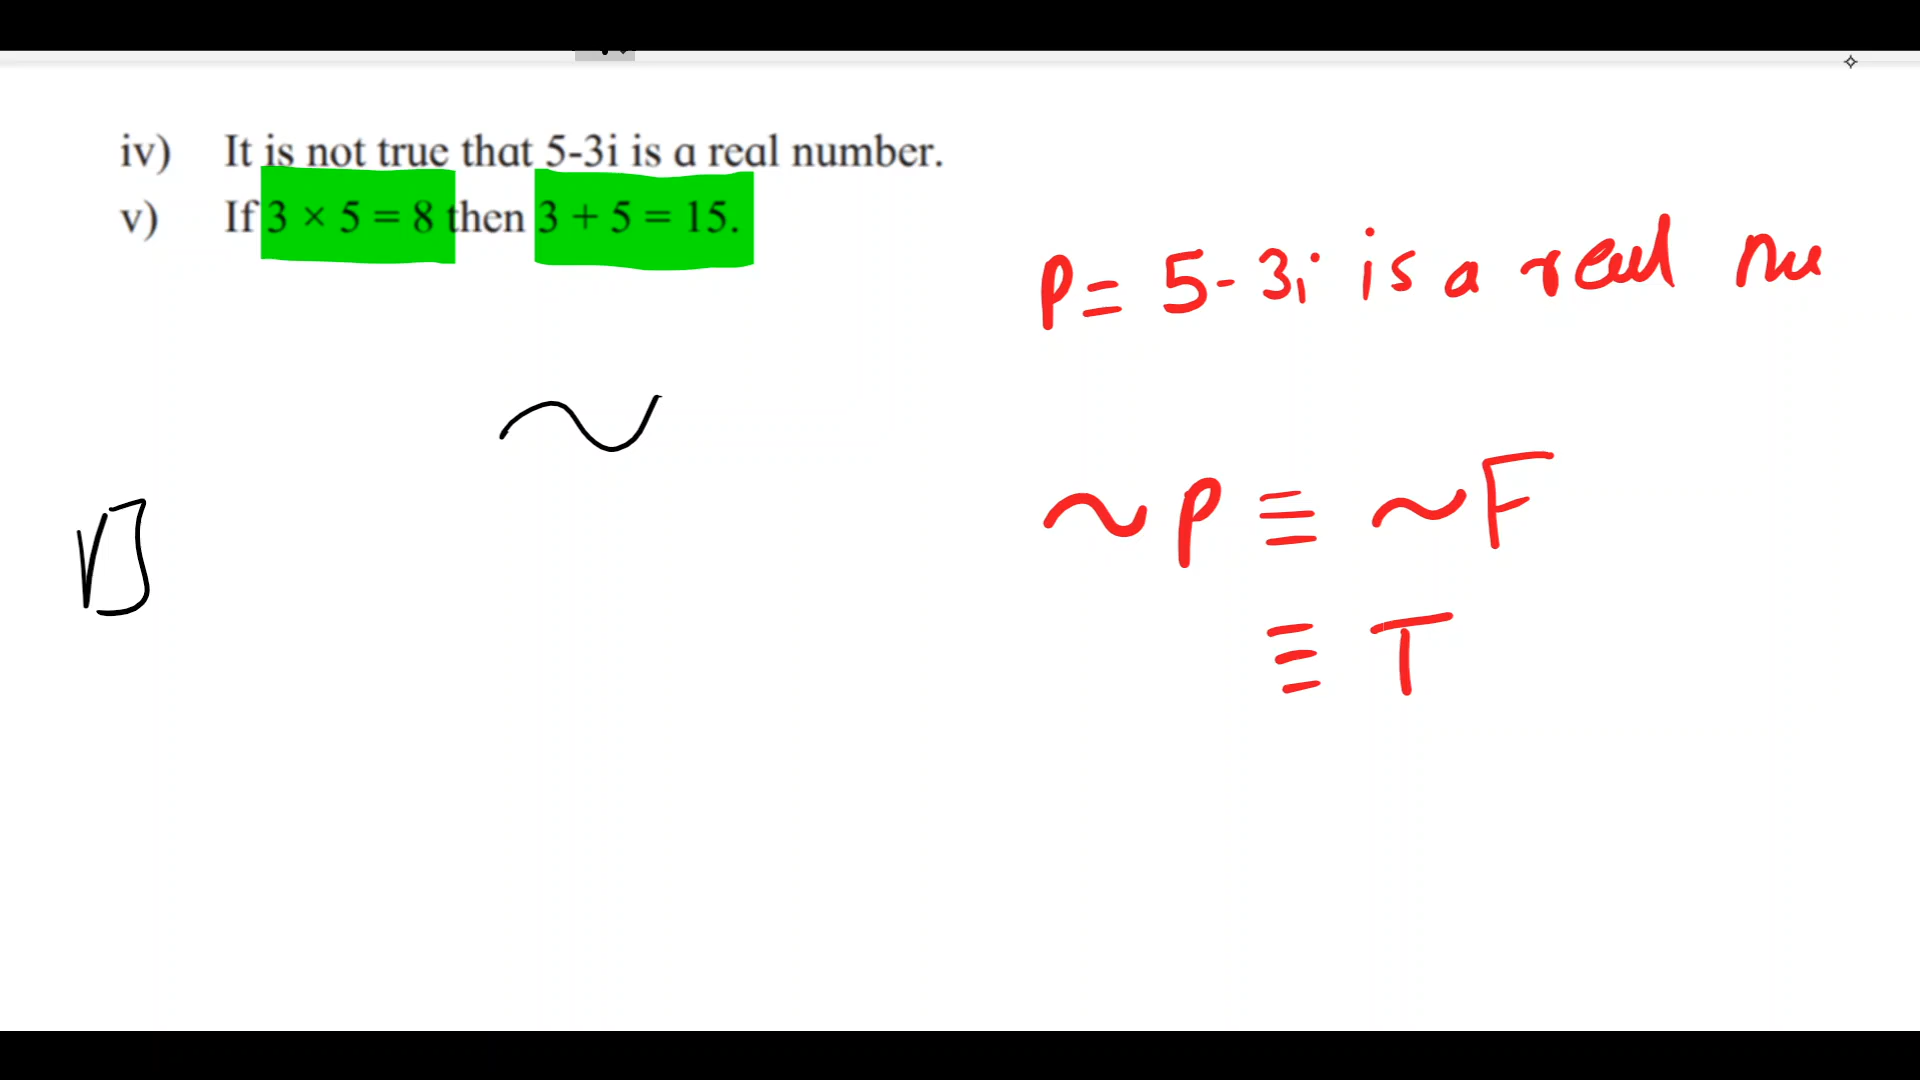 iv) It is not true that 5-3i is a real number.
v) If 3 × 5 = 8 then 3 + 5 = 15.
P= 5-3i is a real nu
~
~ P ≡ ~F
V)
≡ T